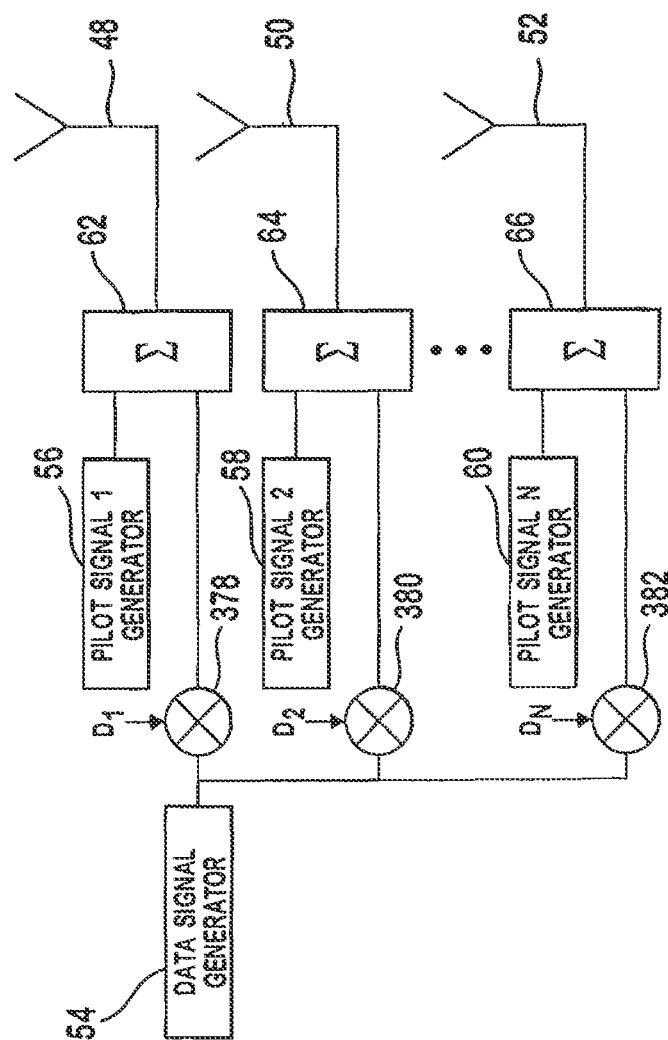 54
DATA SIGNAL
GENERATOR
D1
378
56
PILOT SIGNAL 1
GENERATOR
62
Σ
48
D2
380
58
PILOT SIGNAL 2
GENERATOR
64
Σ
50
DN
382
60
PILOT SIGNAL N
GENERATOR
66
Σ
52